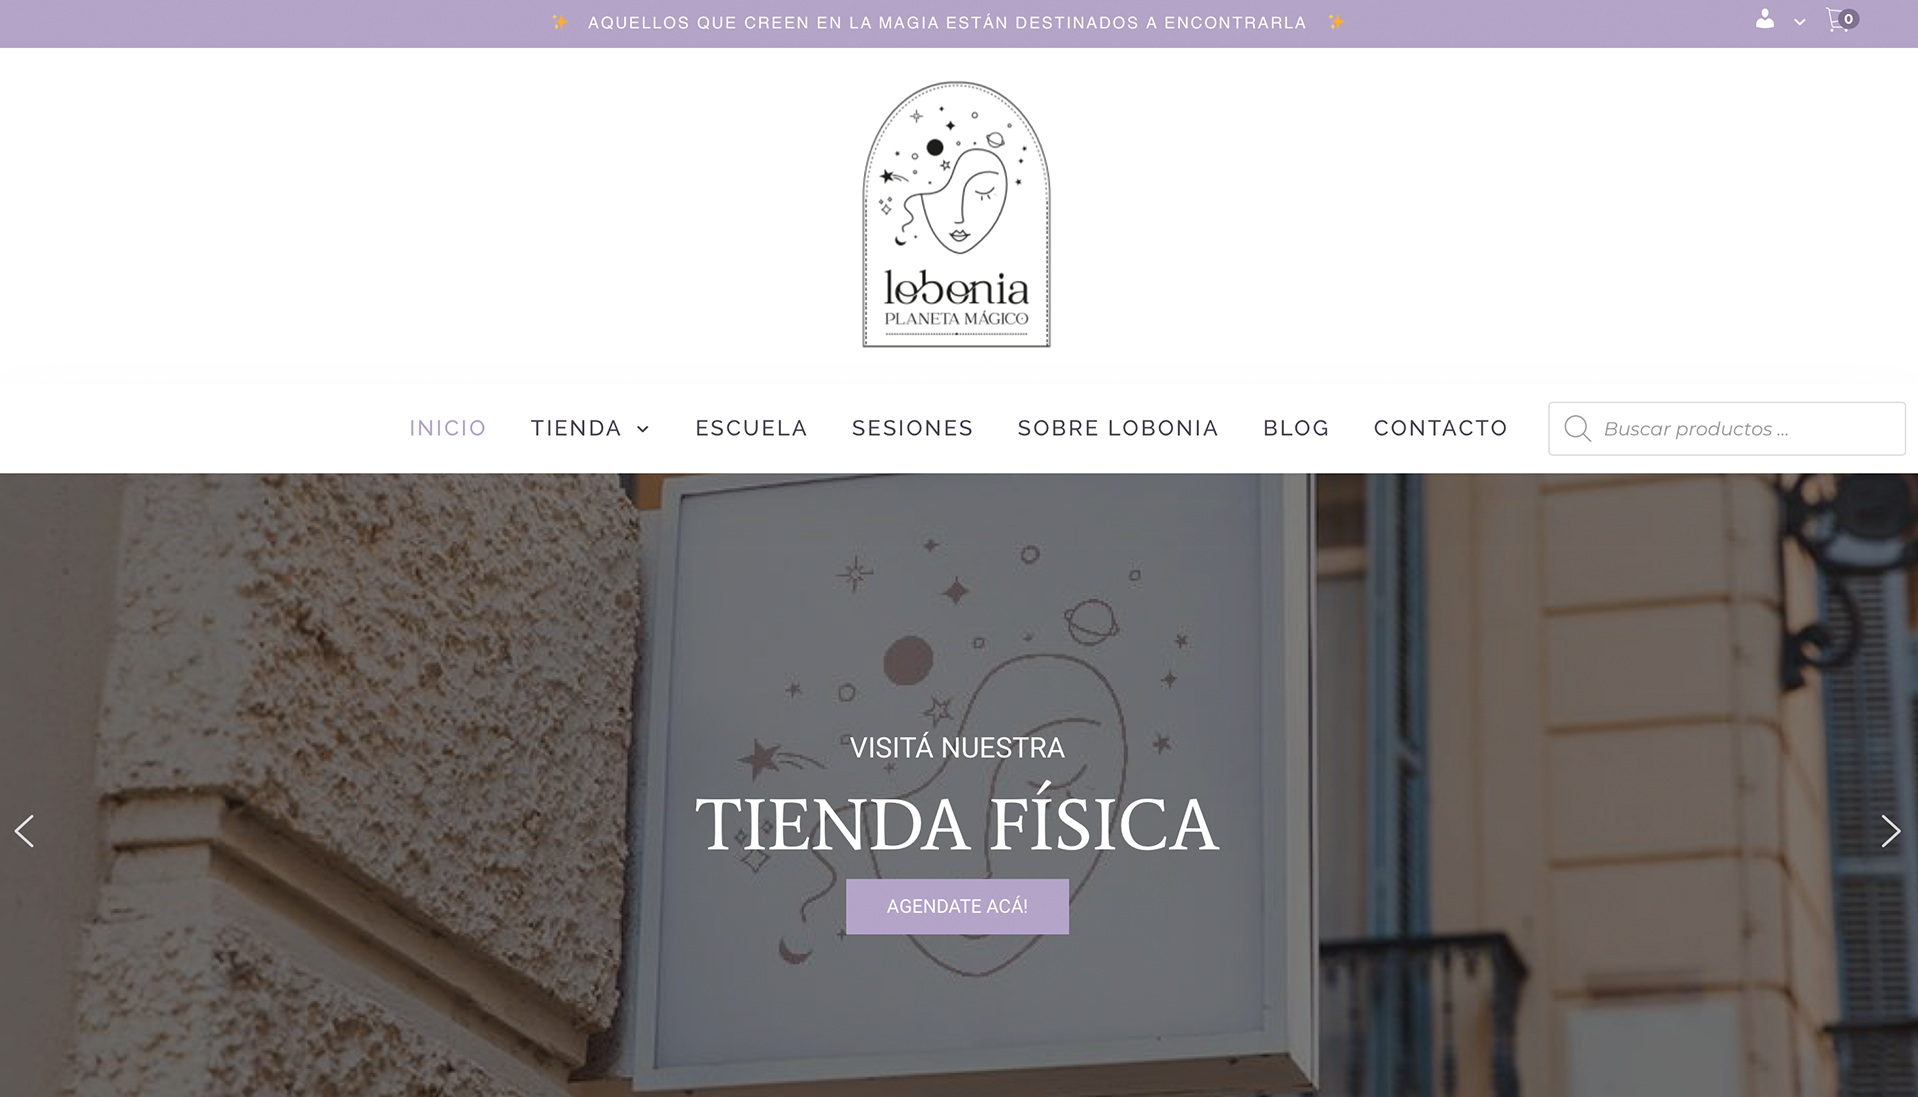 ✨ AQUELLOS QUE CREEN EN LA MAGIA ESTÁN DESTINADOS A ENCONTRARLA ✨
0
lobonia
PLANETA MÁGICO
INICIO TIENDA ESCUELA SESIONES SOBRE LOBONIA BLOG CONTACTO Buscar productos ...
VISITÁ NUESTRA
TIENDA FÍSICA
AGENDATE ACÁ!